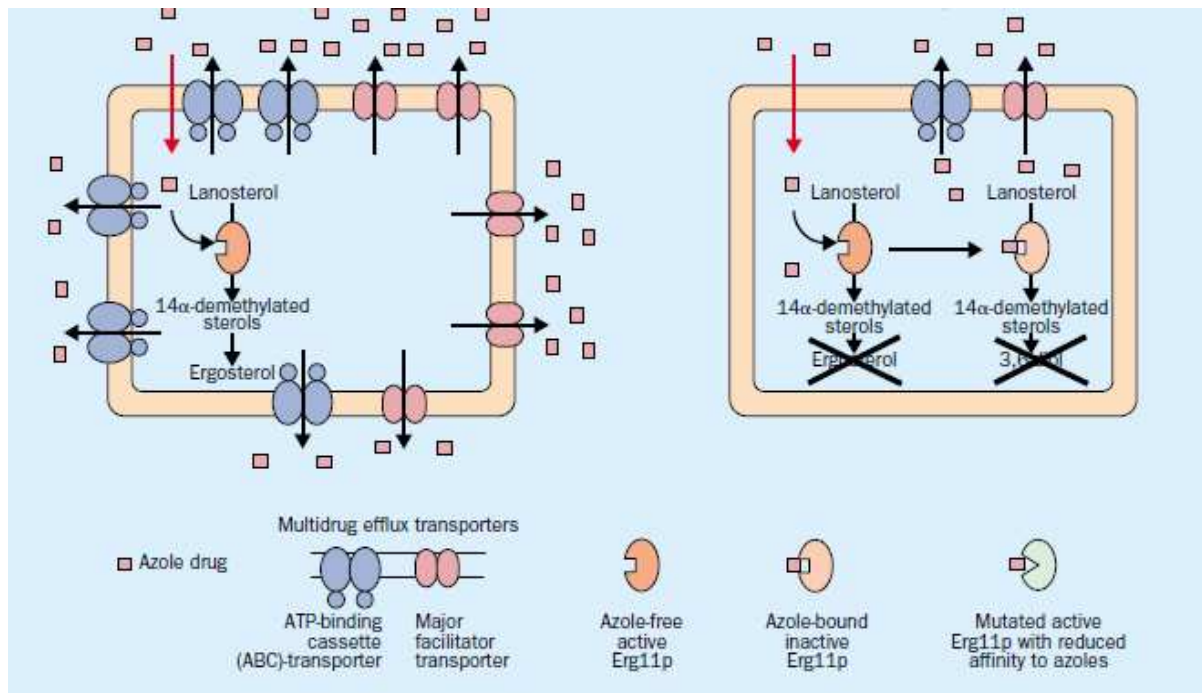 Lanosterol
14α-demethylated
sterols
Ergosterol
Lanosterol
Lanosterol
14α-demethylated
sterols
14α-demethylated
sterols
Ergosterol
Multidrug efflux transporters
Azole drug
ATP-binding
cassette
(ABC)-transporter
Major
facilitator
transporter
Azole-free
active
Erg11p
Azole-bound
inactive
Erg11p
Mutated active
Erg11p with reduced
affinity to azoles